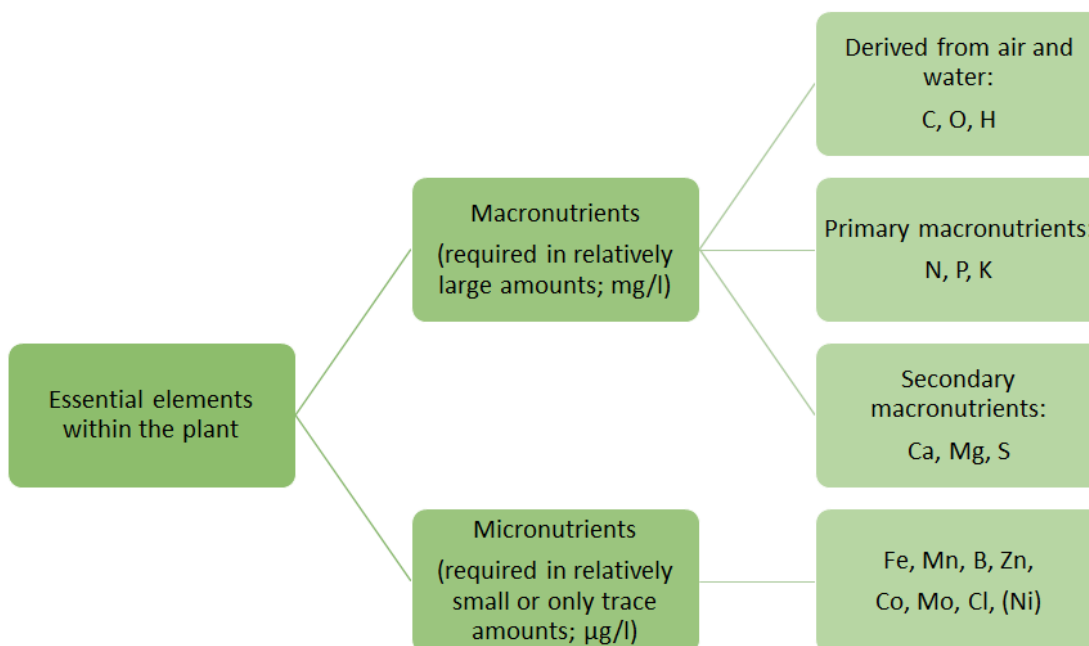 Essential elements
within the plant
Macronutrients
(required in relatively
large amounts; mg/l)
Micronutrients
(required in relatively
small or only trace
amounts; µg/l)
Derived from air and
water:
C, O, H
Primary macronutrients:
N, P, K
Secondary
macronutrients:
Ca, Mg, S
Fe, Mn, B, Zn,
Co, Mo, Cl, (Ni)